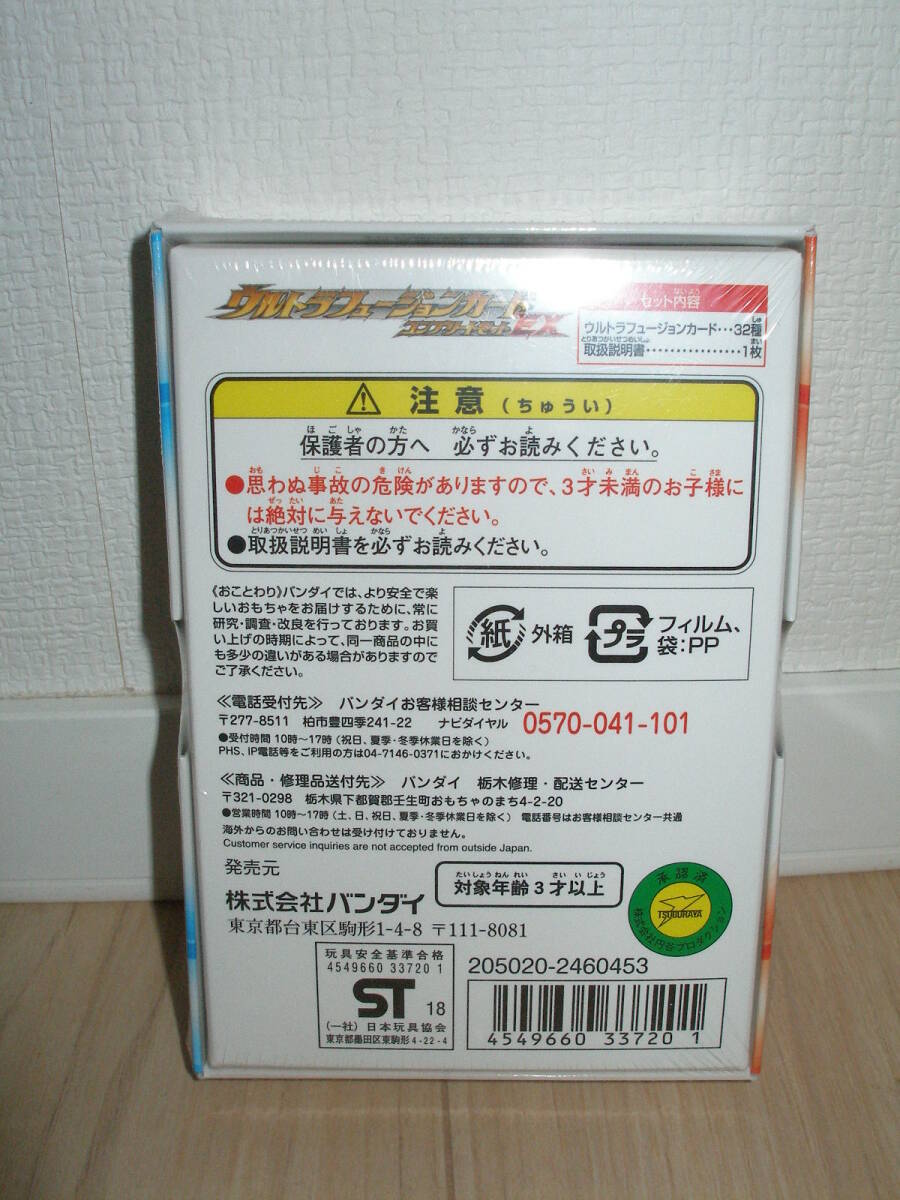 ウルトラフュージョンカード
コンプリートセットEX
セット内容
ウルトラフュージョンカード…32種
取扱説明書………………1枚
注意（ちゅうい）
保護者の方へ 必ずお読みください。
●思わぬ事故の危険がありますので、3才未満のお子様に
は絶対に与えないでください。
●取扱説明書を必ずお読みください。
《おことわり》バンダイでは、より安全で楽
しいおもちゃをお届けするために、常に
研究・調査・改良を行っております。お買
い上げの時期によって、同一商品の中に
も多少の違いがある場合がありますので
ご了承ください。
紙 外箱
プラ フィルム、
袋:PP
≪電話受付先≫ バンダイお客様相談センター
〒277-8511 柏市豊四季241-22 ナビダイヤル 0570-041-101
●受付時間 10時〜17時（祝日、夏季・冬季休業日を除く）
PHS、IP電話等をご利用の方は04-7146-0371におかけください。
≪商品・修理品送付先≫ バンダイ 栃木修理・配送センター
〒321-0298 栃木県下都賀郡壬生町おもちゃのまち4-2-20
●営業時間 10時〜17時（土、日、祝日、夏季・冬季休業日を除く） 電話番号はお客様相談センター共通
海外からのお問い合わせは受け付けておりません。
Customer service inquiries are not accepted from outside Japan.
発売元
株式会社バンダイ
東京都台東区駒形1-4-8 〒111-8081
対象年齢3才以上
承認済
TSUBURAYA
株式会社円谷プロダクション
玩具安全基準合格
4549660 33720 1
ST 18
（一社）日本玩具協会
東京都墨田区東駒形4-22-4
205020-2460453
4549660 337201